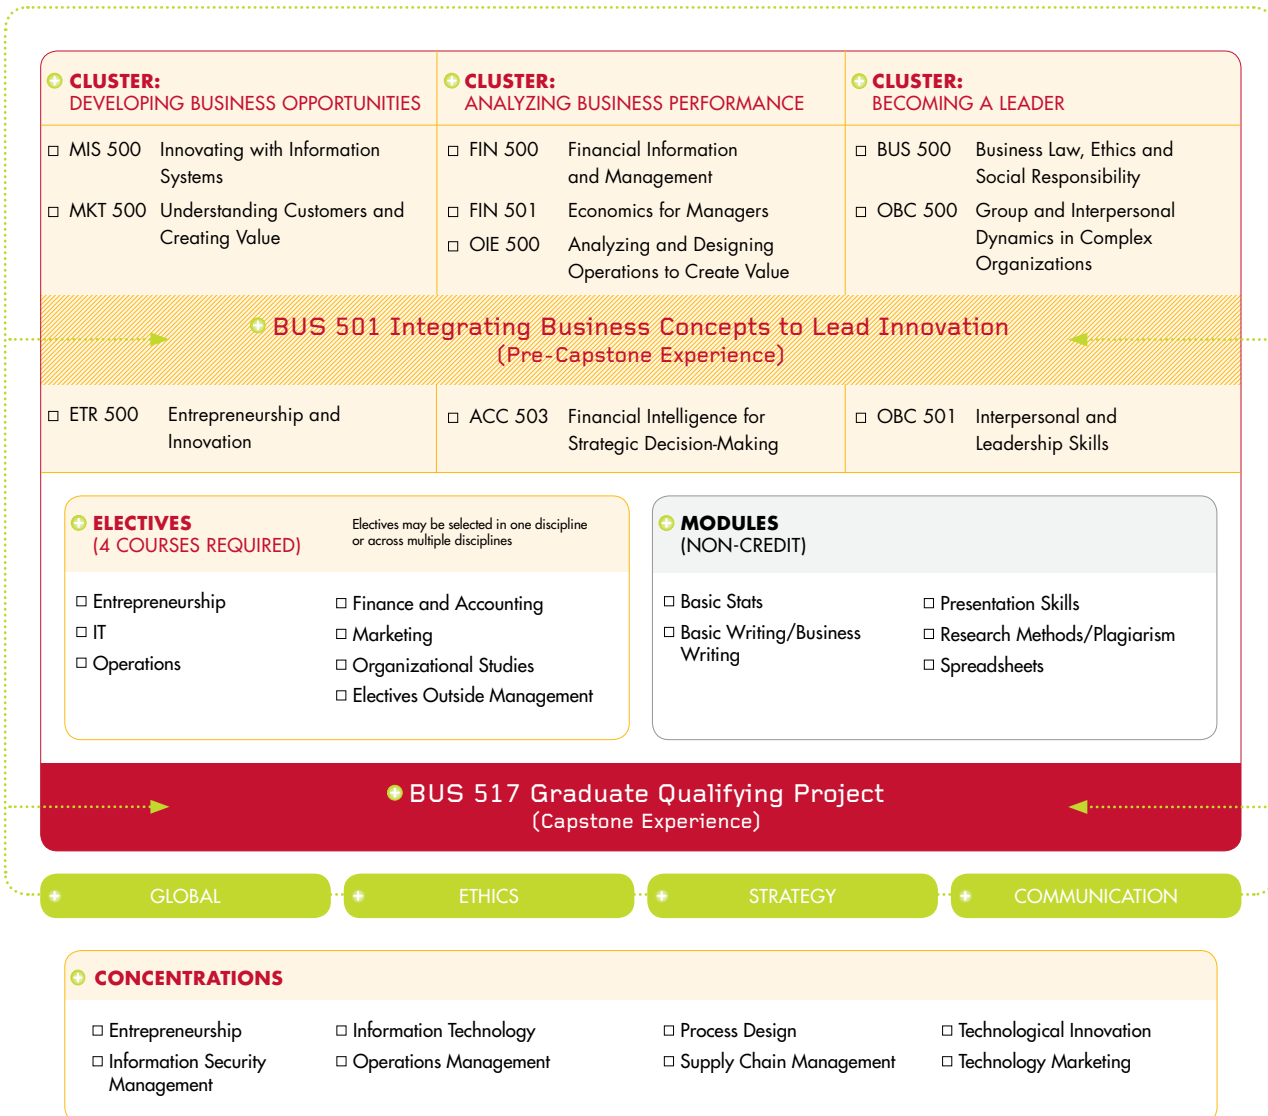 CLUSTER:
DEVELOPING BUSINESS OPPORTUNITIES
☐ MIS 500 Innovating with Information
Systems
☐ MKT 500 Understanding Customers and
Creating Value
CLUSTER:
ANALYZING BUSINESS PERFORMANCE
☐ FIN 500 Financial Information
and Management
☐ FIN 501 Economics for Managers
☐ OIE 500 Analyzing and Designing
Operations to Create Value
CLUSTER:
BECOMING A LEADER
☐ BUS 500 Business Law, Ethics and
Social Responsibility
☐ OBC 500 Group and Interpersonal
Dynamics in Complex
Organizations
BUS 501 Integrating Business Concepts to Lead Innovation
(Pre-Capstone Experience)
☐ ETR 500 Entrepreneurship and
Innovation
☐ ACC 503 Financial Intelligence for
Strategic Decision-Making
☐ OBC 501 Interpersonal and
Leadership Skills
ELECTIVES
(4 COURSES REQUIRED)
Electives may be selected in one discipline
or across multiple disciplines
☐ Entrepreneurship
☐ IT
☐ Operations
☐ Finance and Accounting
☐ Marketing
☐ Organizational Studies
☐ Electives Outside Management
MODULES
(NON-CREDIT)
☐ Basic Stats
☐ Basic Writing/Business
Writing
☐ Presentation Skills
☐ Research Methods/Plagiarism
☐ Spreadsheets
BUS 517 Graduate Qualifying Project
(Capstone Experience)
GLOBAL
ETHICS
STRATEGY
COMMUNICATION
CONCENTRATIONS
☐ Entrepreneurship
☐ Information Security
Management
☐ Information Technology
☐ Operations Management
☐ Process Design
☐ Supply Chain Management
☐ Technological Innovation
☐ Technology Marketing